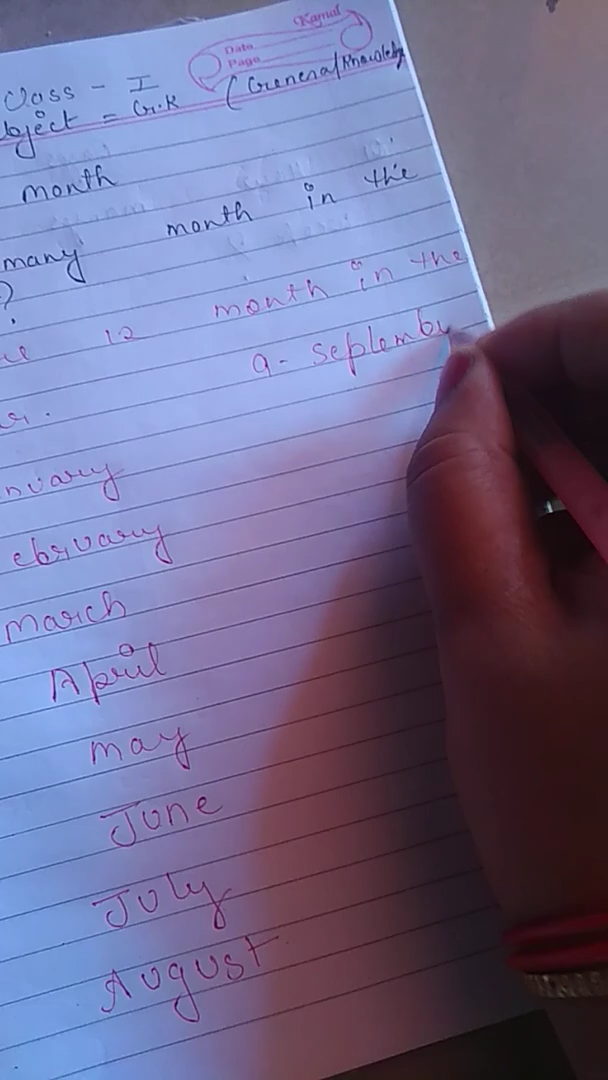 Kamal
Date
Page
Class - I
bject = G.K (General Knowledg
month
many month in the
?
12 month in the
9- Septemb
r.
nuary
ebruary
March
April
may
June
July
August